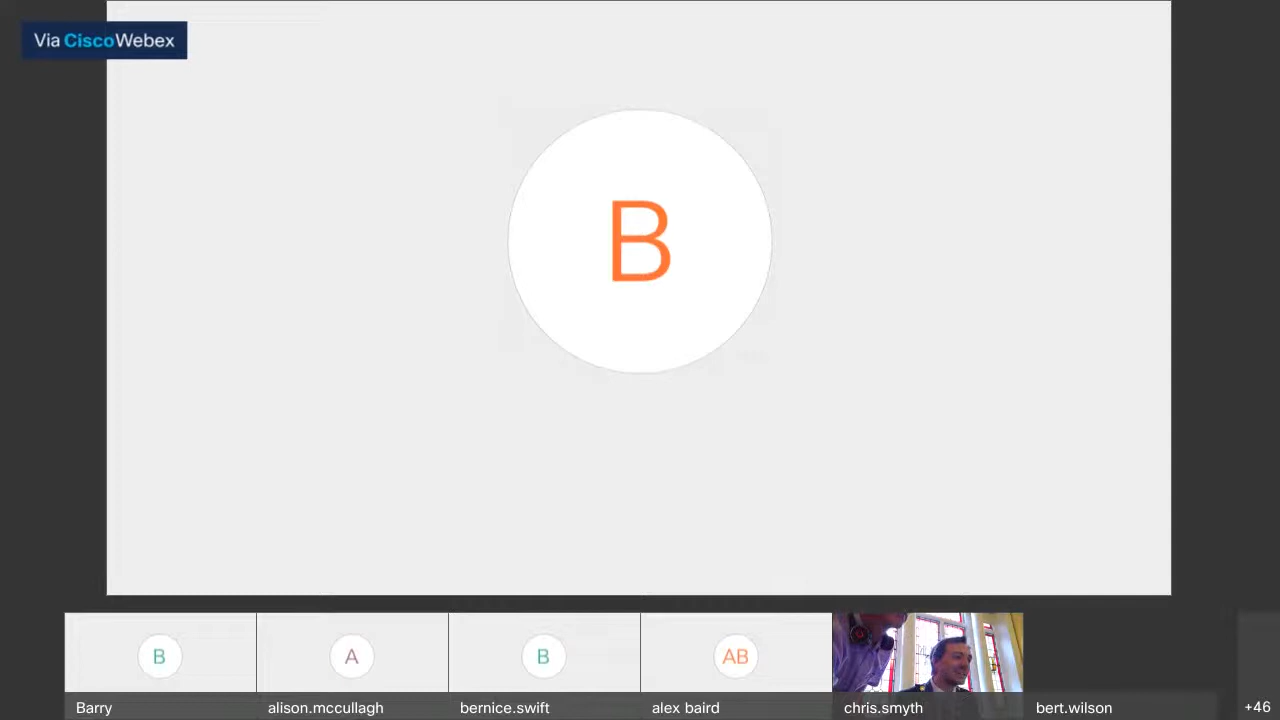 Via CiscoWebex
B
B
A
B
AB
Barry
alison.mccullagh
bernice.swift
alex baird
chris.smyth
bert.wilson
+46